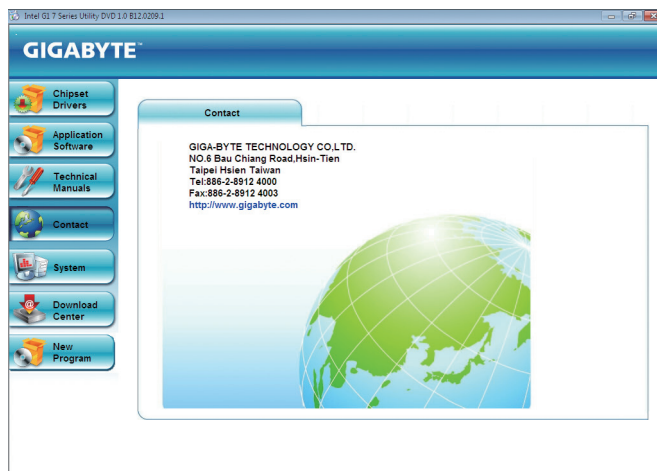 Intel G1 7 Series Utility DVD 1.0 B12.0209.1
GIGABYTE™
Chipset
Drivers
Application
Software
Technical
Manuals
Contact
System
Download
Center
New
Program
Contact
GIGA-BYTE TECHNOLOGY CO,LTD.
NO.6 Bau Chiang Road,Hsin-Tien
Taipei Hsien Taiwan
Tel:886-2-8912 4000
Fax:886-2-8912 4003
http://www.gigabyte.com